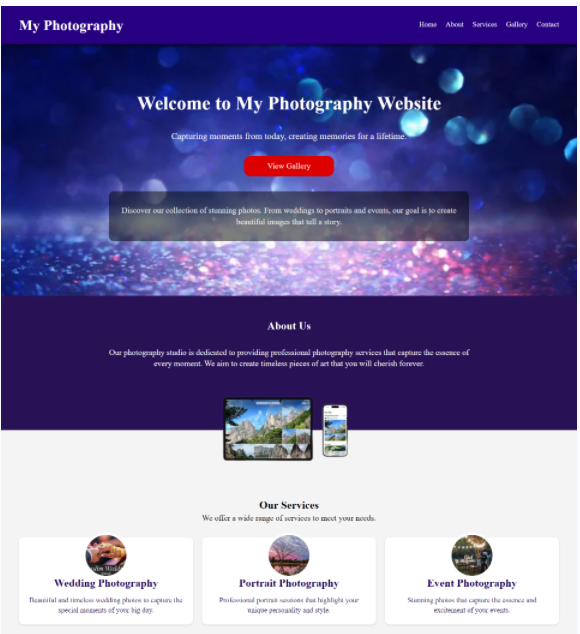 My Photography
Home About Services Gallery Contact
Welcome to My Photography Website
Capturing moments from today, creating memories for a lifetime.
View Gallery
Discover our collection of stunning photos. From weddings to portraits and events, our goal is to create
beautiful images that tell a story.
About Us
Our photography studio is dedicated to providing professional photography services that capture the essence of
every moment. We aim to create timeless pieces of art that you will cherish forever.
Our Services
We offer a wide range of services to meet your needs.
Wedding Photography
Beautiful and timeless wedding photos to capture the
special moments of your big day.
Portrait Photography
Professional portrait sessions that highlight your
unique personality and style.
Event Photography
Stunning photos that capture the essence and
excitement of your events.